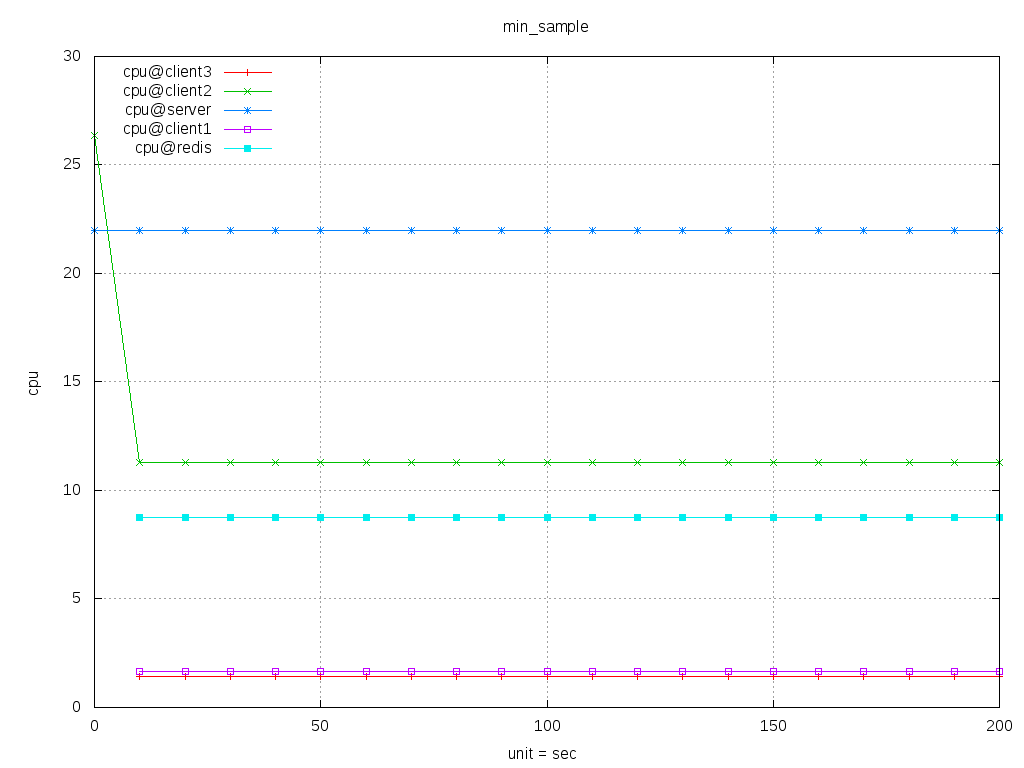 min_sample
30
25
20
15
10
5
0
cpu
cpu@client3
cpu@client2
cpu@server
cpu@client1
cpu@redis
0 50 100 150 200
unit = sec